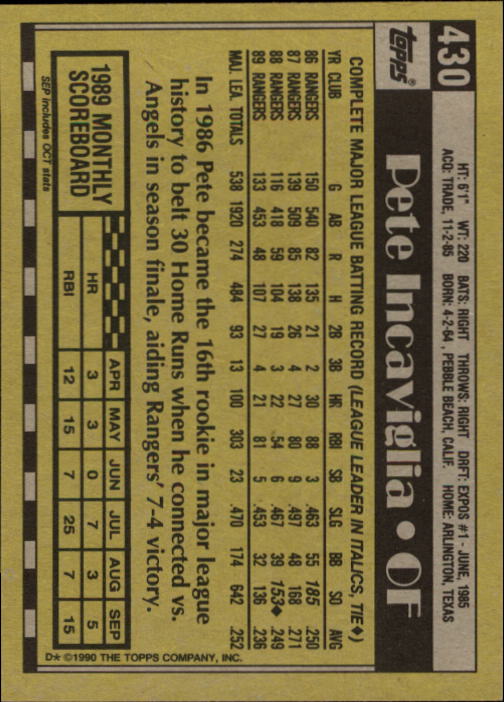 430
topps®
HT: 6'1" WT: 220 BATS: RIGHT THROWS: RIGHT DRFT: EXPOS #1 - JUNE, 1985
ACQ: TRADE, 11-2-85 BORN: 4-2-64, PEBBLE BEACH, CALIF. HOME: ARLINGTON, TEXAS
Pete Incaviglia • OF
COMPLETE MAJOR LEAGUE BATTING RECORD (LEAGUE LEADER IN ITALICS, TIE♦)
YR CLUB G AB R H 2B 3B HR RBI SB SLG BB SO AVG
86 RANGERS 150 540 82 135 21 2 30 88 3 .463 55 185 .250
87 RANGERS 139 509 85 138 26 4 27 80 9 .497 48 168 .271
88 RANGERS 116 418 59 104 19 3 22 54 6 .467 39 153♦ .249
89 RANGERS 133 453 48 107 27 4 21 81 5 .453 32 136 .236
MAJ. LEA. TOTALS 538 1920 274 484 93 13 100 303 23 .470 174 642 .252
In 1986 Pete became the 16th rookie in major league
history to belt 30 Home Runs when he connected vs.
Angels in season finale, aiding Rangers' 7-4 victory.
1989 MONTHLY
SCOREBOARD
APR MAY JUN JUL AUG SEP
HR 3 3 0 7 3 5
RBI 12 15 7 25 7 15
SEP includes OCT stats
D* ©1990 THE TOPPS COMPANY, INC.